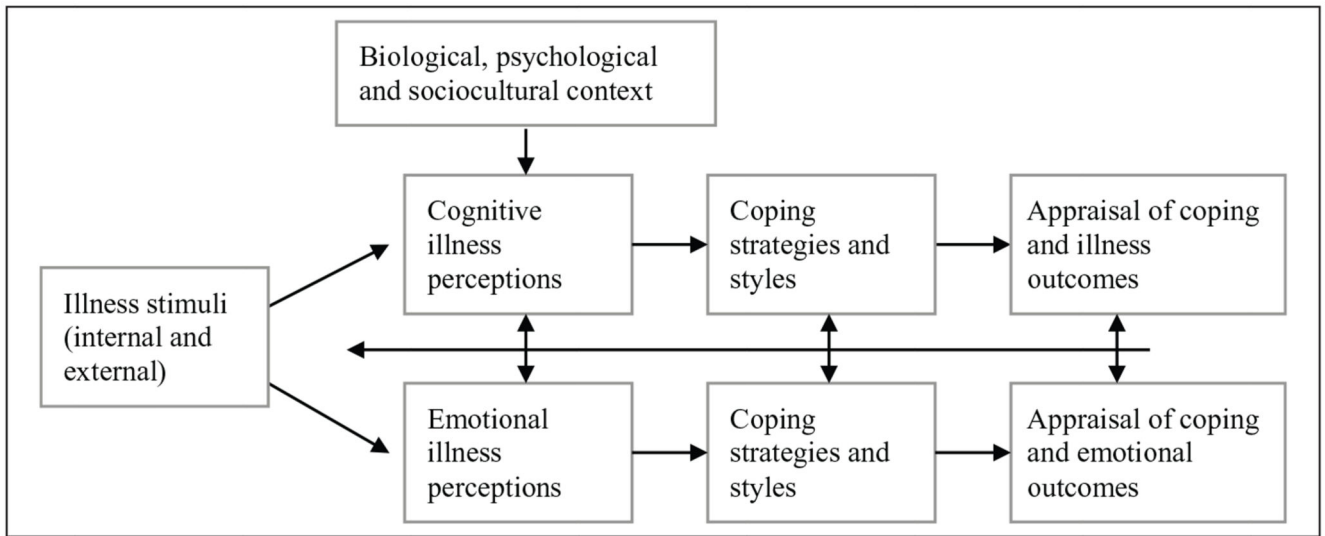 Biological, psychological
and sociocultural context
Cognitive
illness
perceptions
Coping
strategies and
styles
Appraisal of coping
and illness
outcomes
Illness stimuli
(internal and
external)
Emotional
illness
perceptions
Coping
strategies and
styles
Appraisal of coping
and emotional
outcomes